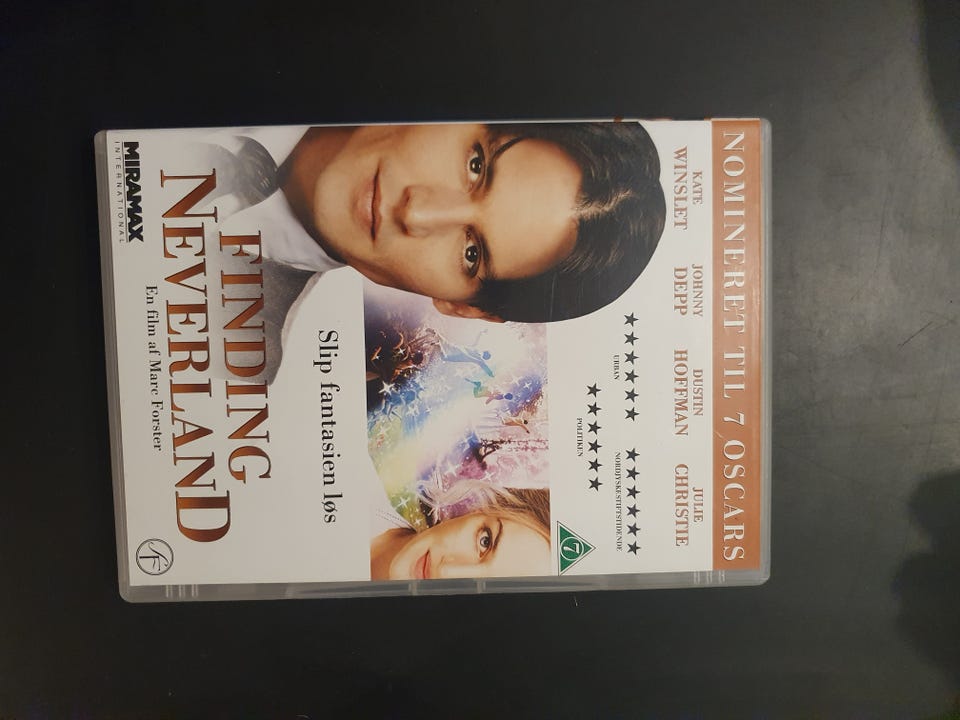 NOMINERET TIL 7 OSCARS
KATE WINSLET
JOHNNY DEPP
DUSTIN HOFFMAN
JULIE CHRISTIE
★★★★★★
URBAN
★★★★★★
NORDJYSKE STIFTSTIDENDE
★★★★★★
POLITIKEN
7
Slip fantasien løs
FINDING
NEVERLAND
En film af Marc Forster
MIRAMAX
INTERNATIONAL
SF